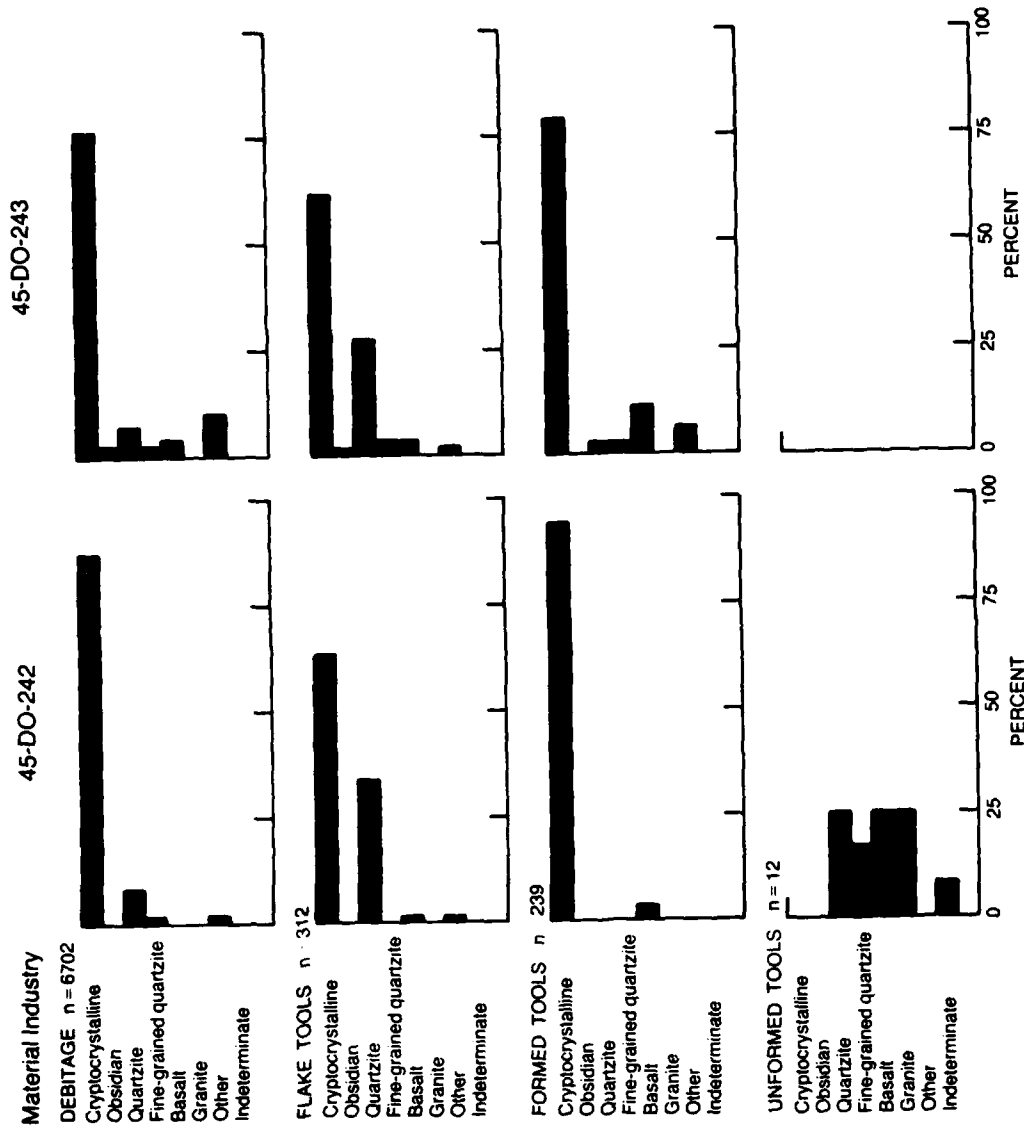 45-DO-242
45-DO-243
Material Industry
DEBITAGE n = 6702
Cryptocrystalline
Obsidian
Quartzite
Fine-grained quartzite
Basalt
Granite
Other
Indeterminate
FLAKE TOOLS n · 312
Cryptocrystalline
Obsidian
Quartzite
Fine-grained quartzite
Basalt
Granite
Other
Indeterminate
FORMED TOOLS n 239
Cryptocrystalline
Obsidian
Quartzite
Fine-grained quartzite
Basalt
Granite
Other
Indeterminate
UNFORMED TOOLS n = 12
Cryptocrystalline
Obsidian
Quartzite
Fine-grained quartzite
Basalt
Granite
Other
Indeterminate
0 25 50 75 100
PERCENT
0 25 50 75 100
PERCENT